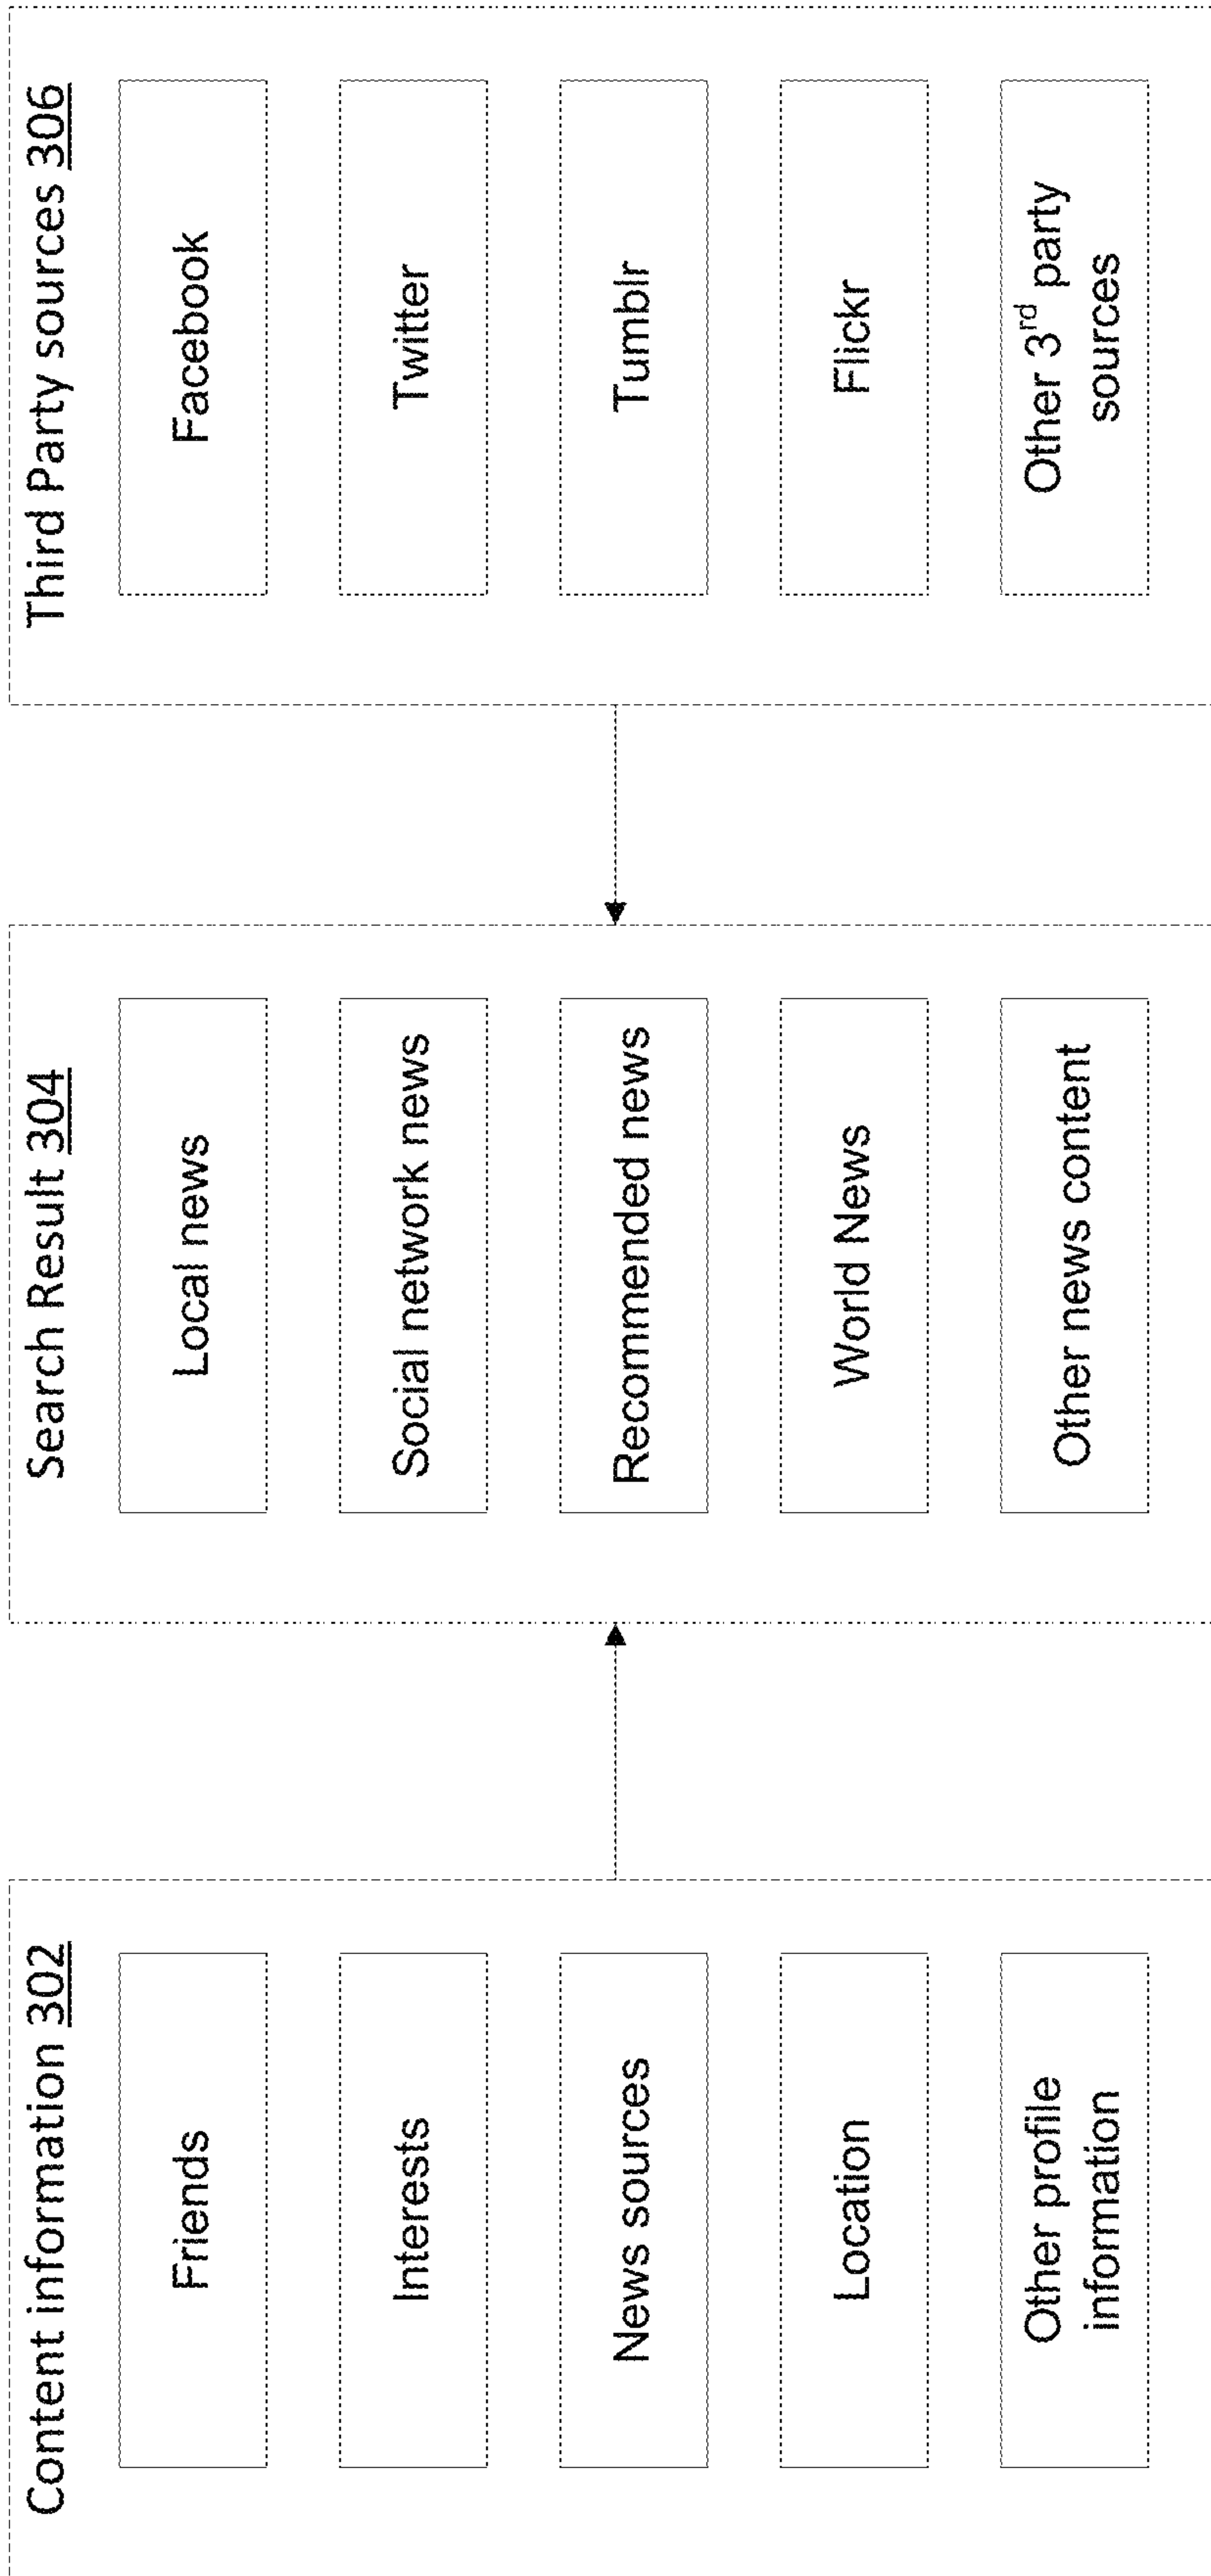 Content information 302
Friends
Interests
News sources
Location
Other profile
information
Search Result 304
Local news
Social network news
Recommended news
World News
Other news content
Third Party sources 306
Facebook
Twitter
Tumblr
Flickr
Other 3rd party
sources